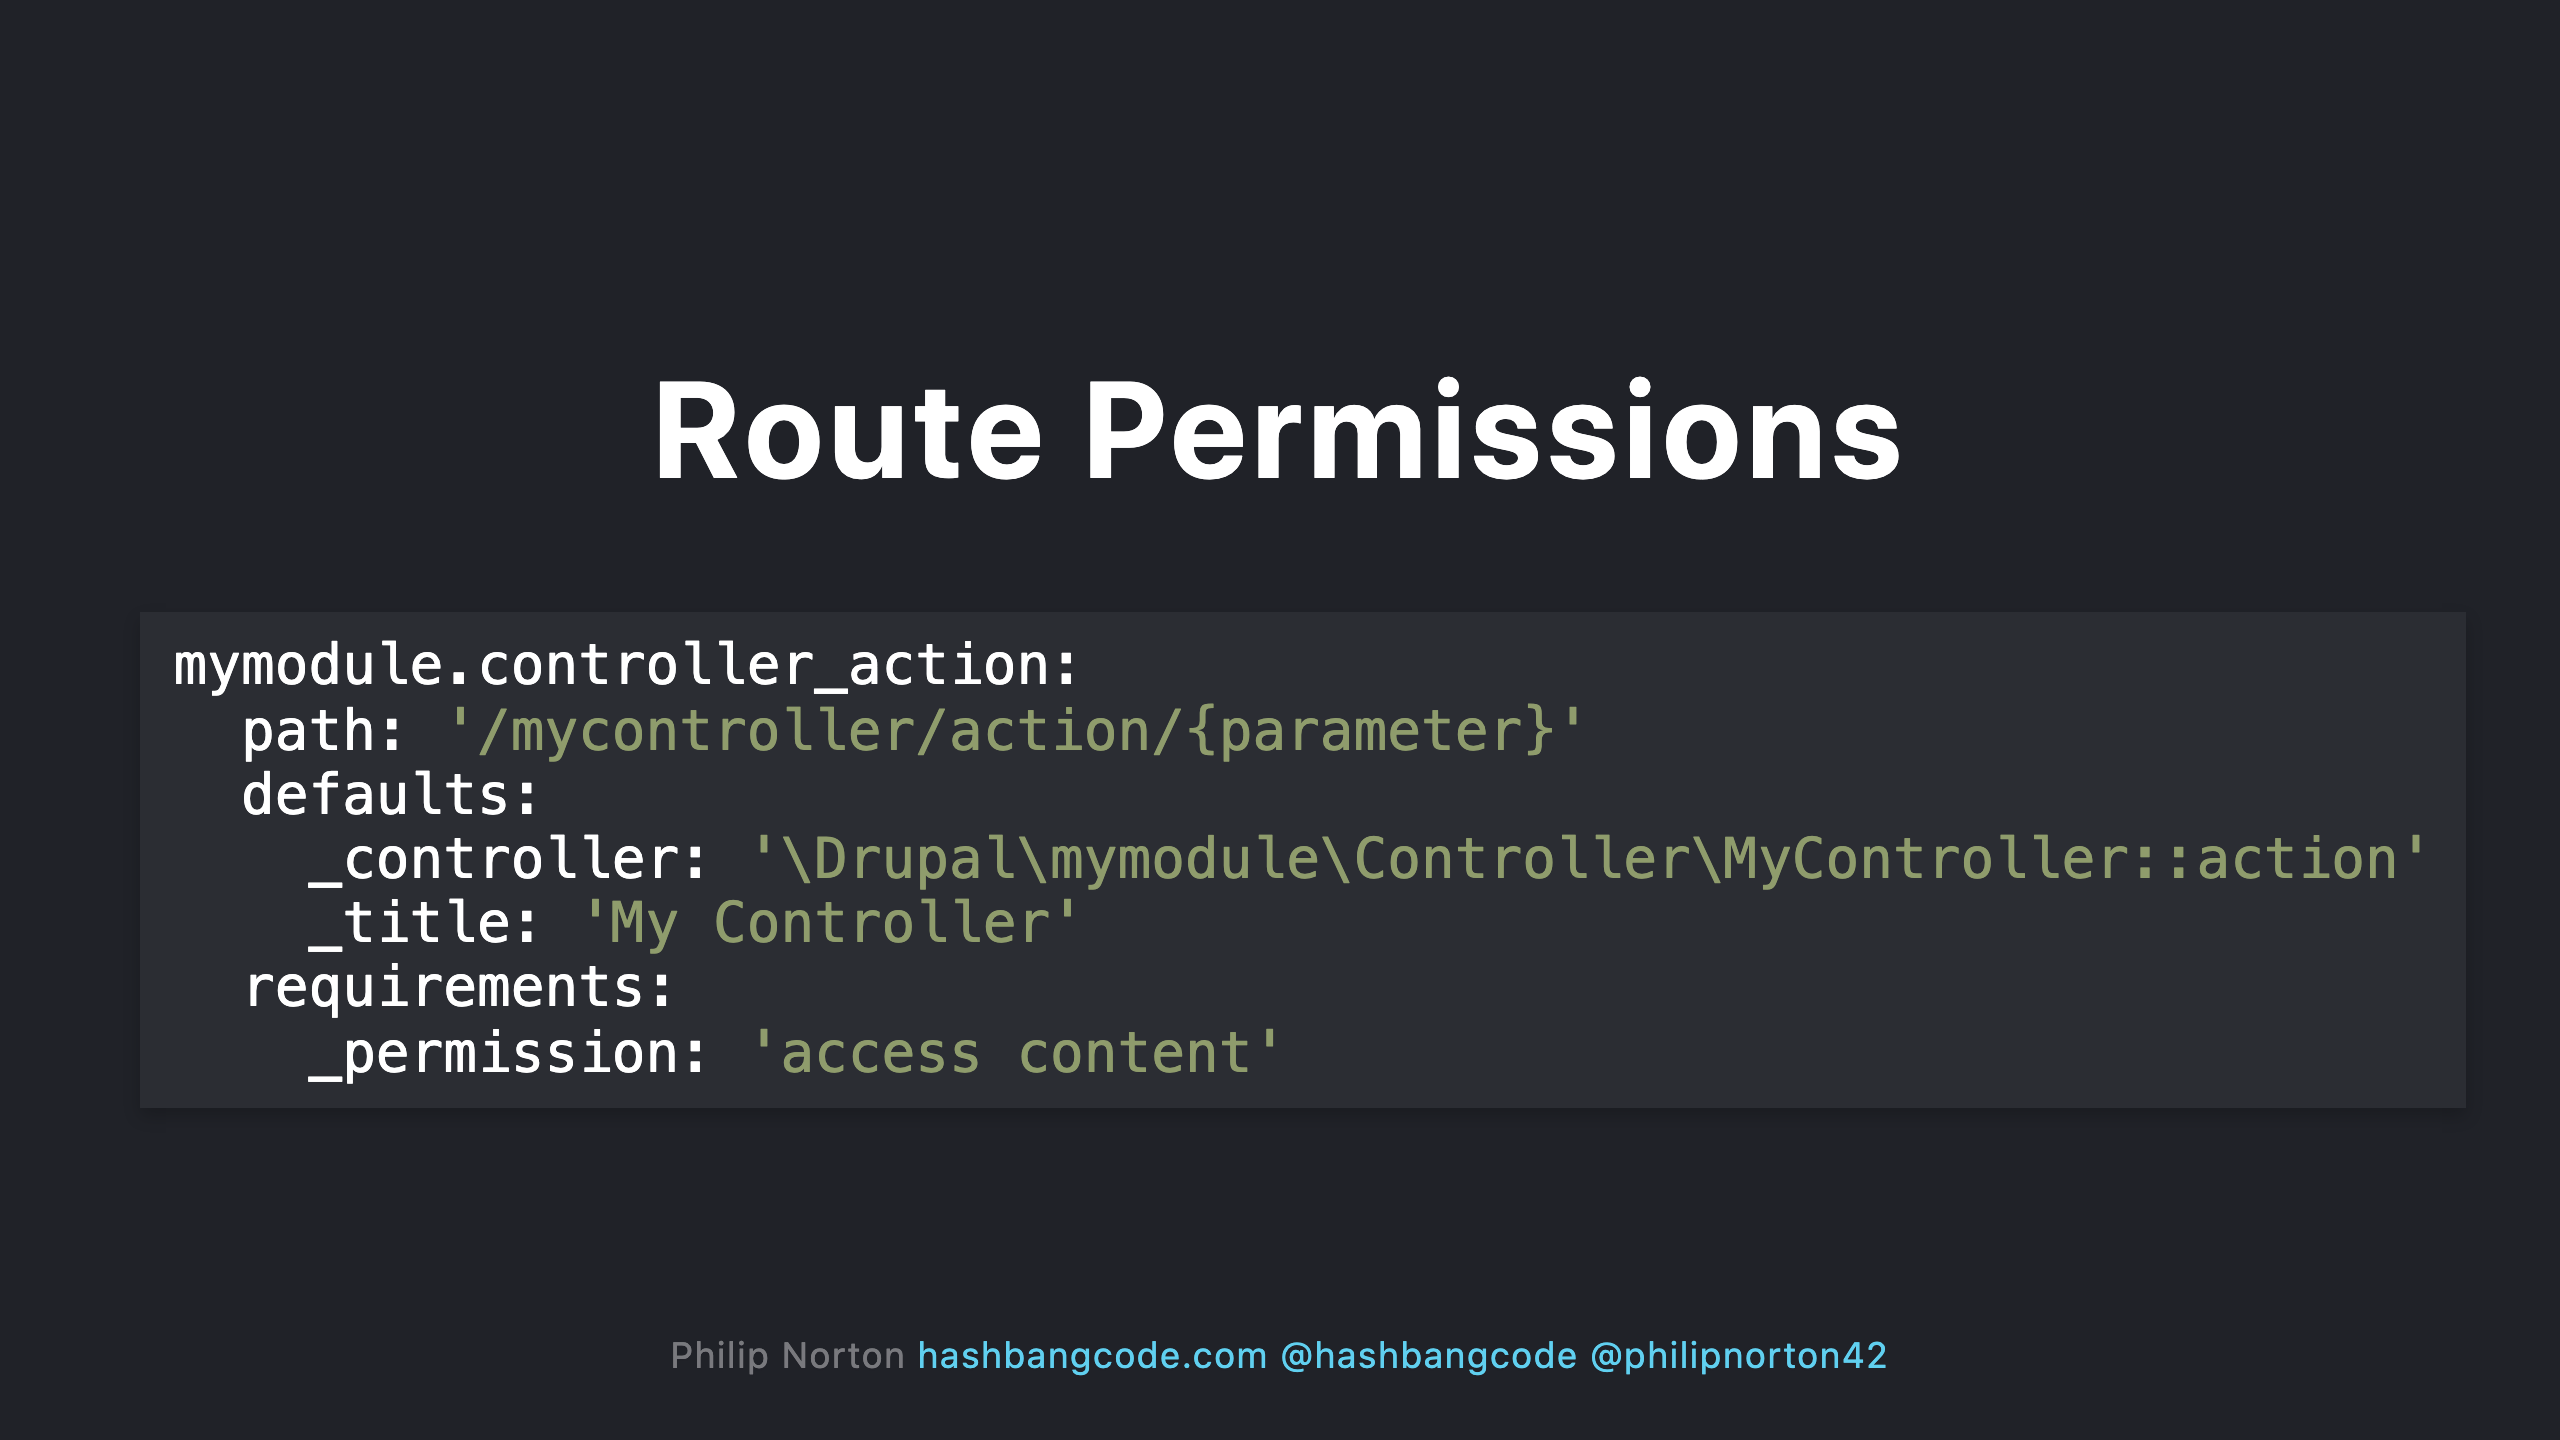 Route Permissions
mymodule.controller_action:
  path: '/mycontroller/action/{parameter}'
  defaults:
    _controller: '\Drupal\mymodule\Controller\MyController::action'
    _title: 'My Controller'
  requirements:
    _permission: 'access content'
Philip Norton hashbangcode.com @hashbangcode @philipnorton42